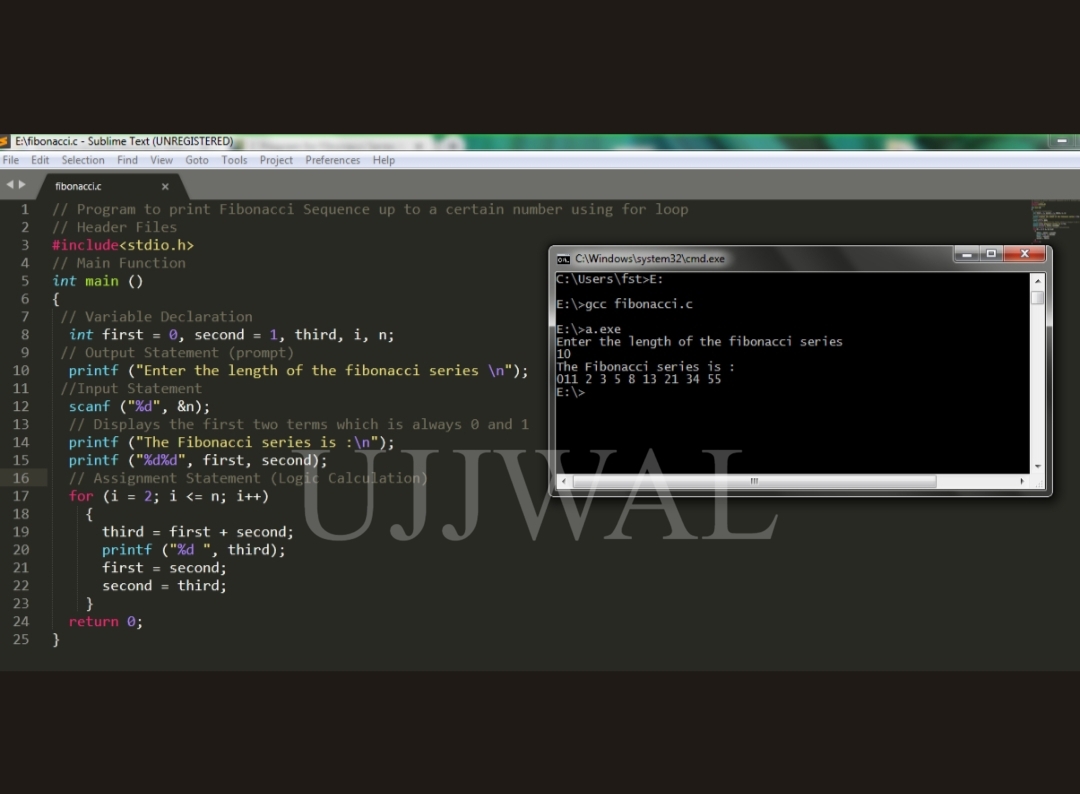 E:\fibonacci.c - Sublime Text (UNREGISTERED)
File Edit Selection Find View Goto Tools Project Preferences Help
fibonacci.c
1 // Program to print Fibonacci Sequence up to a certain number using for loop
2 // Header Files
3 #include<stdio.h>
4 // Main Function
5 int main ()
6 {
7 // Variable Declaration
8 int first = 0, second = 1, third, i, n;
9 // Output Statement (prompt)
10 printf ("Enter the length of the fibonacci series \n");
11 //Input Statement
12 scanf ("%d", &n);
13 // Displays the first two terms which is always 0 and 1
14 printf ("The Fibonacci series is :\n");
15 printf ("%d%d", first, second);
16 // Assignment Statement (Logic Calculation)
17 for (i = 2; i <= n; i++)
18 {
19 third = first + second;
20 printf ("%d ", third);
21 first = second;
22 second = third;
23 }
24 return 0;
25 }
C:\Windows\system32\cmd.exe
C:\Users\fst>E:
E:\>gcc fibonacci.c
E:\>a.exe
Enter the length of the fibonacci series
10
The Fibonacci series is :
011 2 3 5 8 13 21 34 55
E:\>
UJJWAL